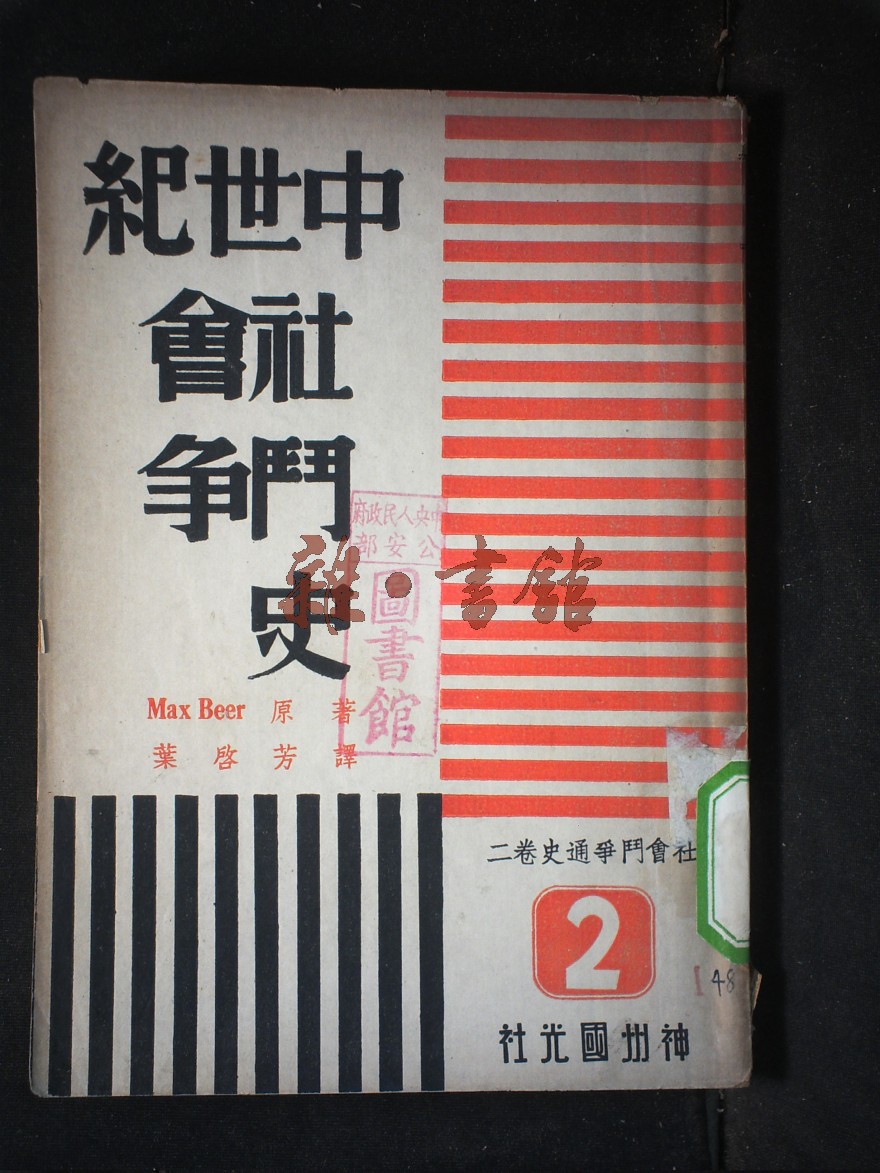 中世紀
社會
鬥争
史
Max Beer 原著
葉啓芳譯
中央人民政府
公安部
圖書館
雜·書館
社會鬥爭通史卷二
2
神州國光社
[48